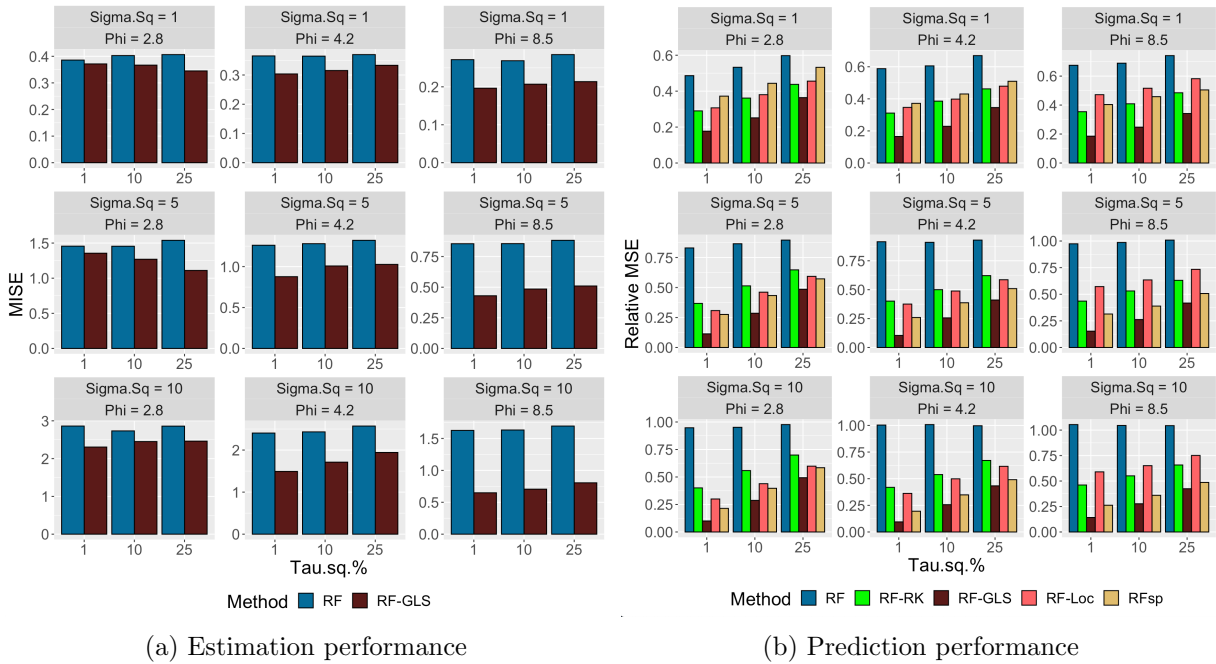 Sigma.Sq = 1 Sigma.Sq = 1 Sigma.Sq = 1
Phi = 2.8 Phi = 4.2 Phi = 8.5
0.4
0.3
0.2
0.1
0.0
0.3
0.2
0.1
0.0
0.2
0.1
0.0
1 10 25 1 10 25 1 10 25
Sigma.Sq = 5 Sigma.Sq = 5 Sigma.Sq = 5
Phi = 2.8 Phi = 4.2 Phi = 8.5
MISE
1.5
1.0
0.5
0.0
1.0
0.5
0.0
0.75
0.50
0.25
0.00
1 10 25 1 10 25 1 10 25
Sigma.Sq = 10 Sigma.Sq = 10 Sigma.Sq = 10
Phi = 2.8 Phi = 4.2 Phi = 8.5
3
2
1
0
2
1
0
1.5
1.0
0.5
0.0
1 10 25 1 10 25 1 10 25
Tau.sq.%
Method RF RF-GLS
(a) Estimation performance
Sigma.Sq = 1 Sigma.Sq = 1 Sigma.Sq = 1
Phi = 2.8 Phi = 4.2 Phi = 8.5
0.6
0.4
0.2
0.0
0.6
0.4
0.2
0.0
0.6
0.4
0.2
0.0
1 10 25 1 10 25 1 10 25
Sigma.Sq = 5 Sigma.Sq = 5 Sigma.Sq = 5
Phi = 2.8 Phi = 4.2 Phi = 8.5
Relative MSE
0.75
0.50
0.25
0.00
0.75
0.50
0.25
0.00
1.00
0.75
0.50
0.25
0.00
1 10 25 1 10 25 1 10 25
Sigma.Sq = 10 Sigma.Sq = 10 Sigma.Sq = 10
Phi = 2.8 Phi = 4.2 Phi = 8.5
1.00
0.75
0.50
0.25
0.00
1.00
0.75
0.50
0.25
0.00
1.00
0.75
0.50
0.25
0.00
1 10 25 1 10 25 1 10 25
Tau.sq.%
Method RF RF-RK RF-GLS RF-Loc RFsp
(b) Prediction performance